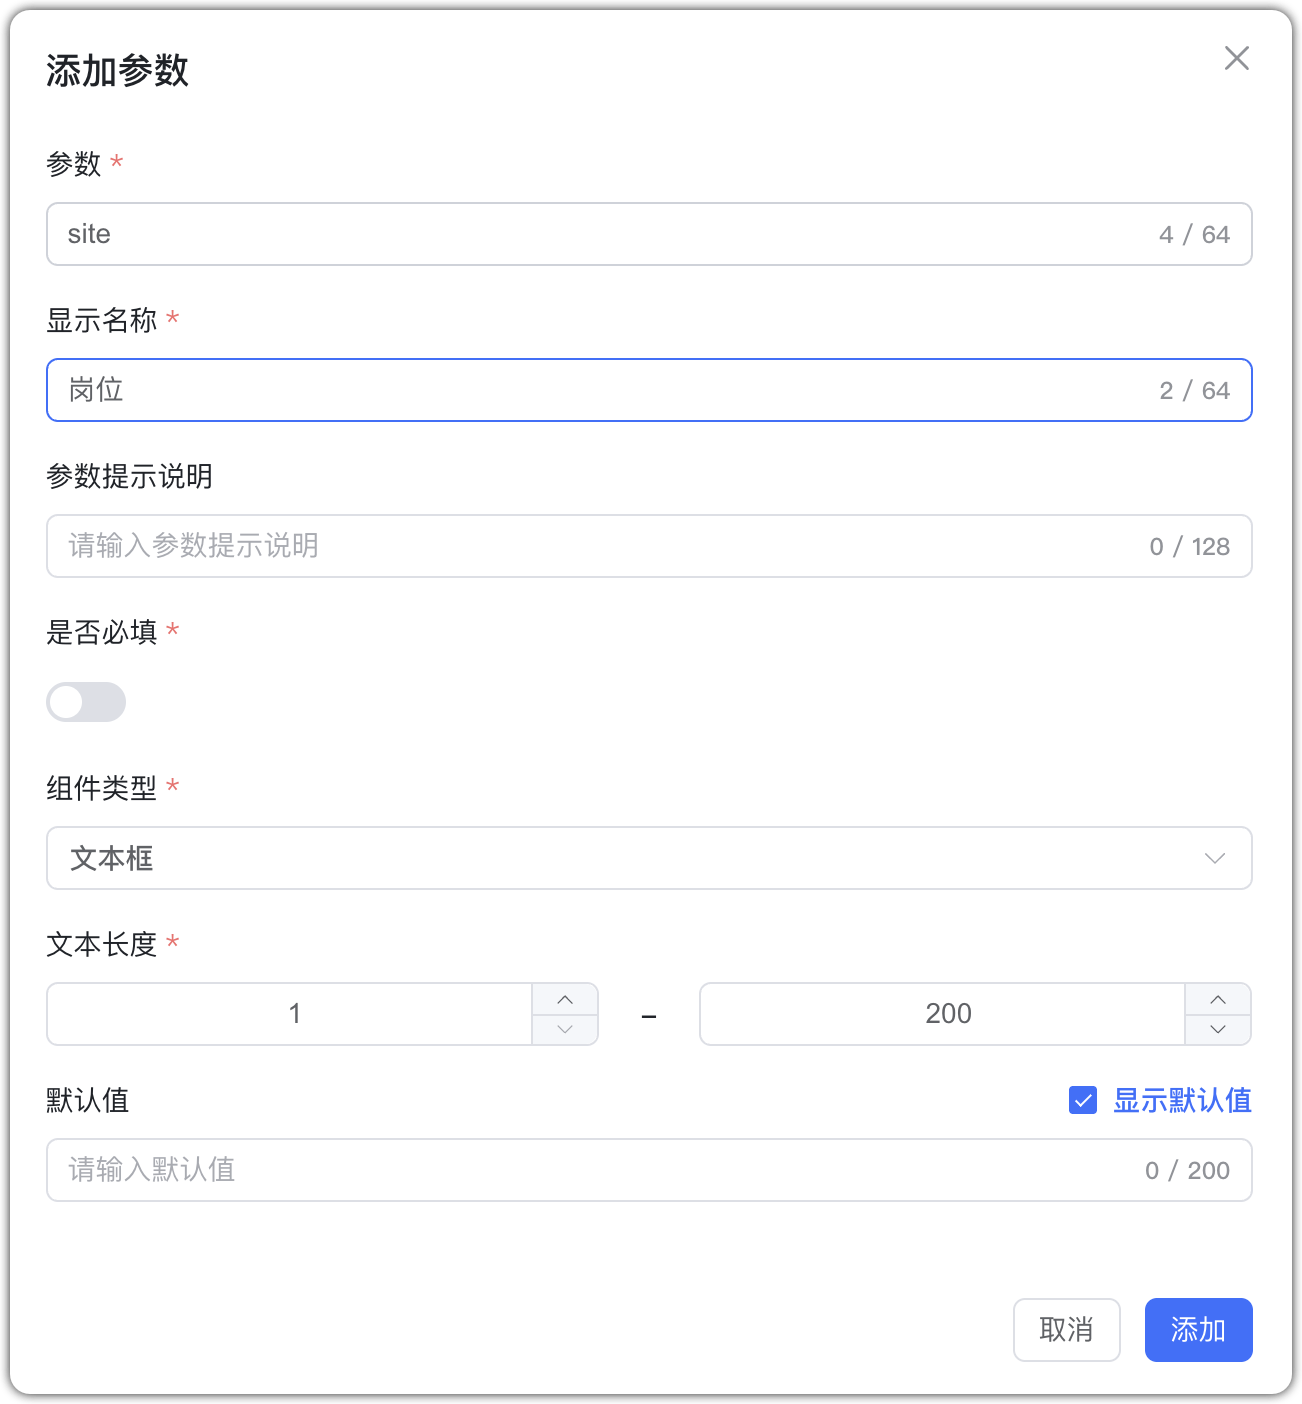 添加参数
参数 *
site 4 / 64
显示名称 *
岗位 2 / 64
参数提示说明
请输入参数提示说明 0 / 128
是否必填 *
组件类型 *
文本框
文本长度 *
1 – 200
默认值 显示默认值
请输入默认值 0 / 200
取消 添加